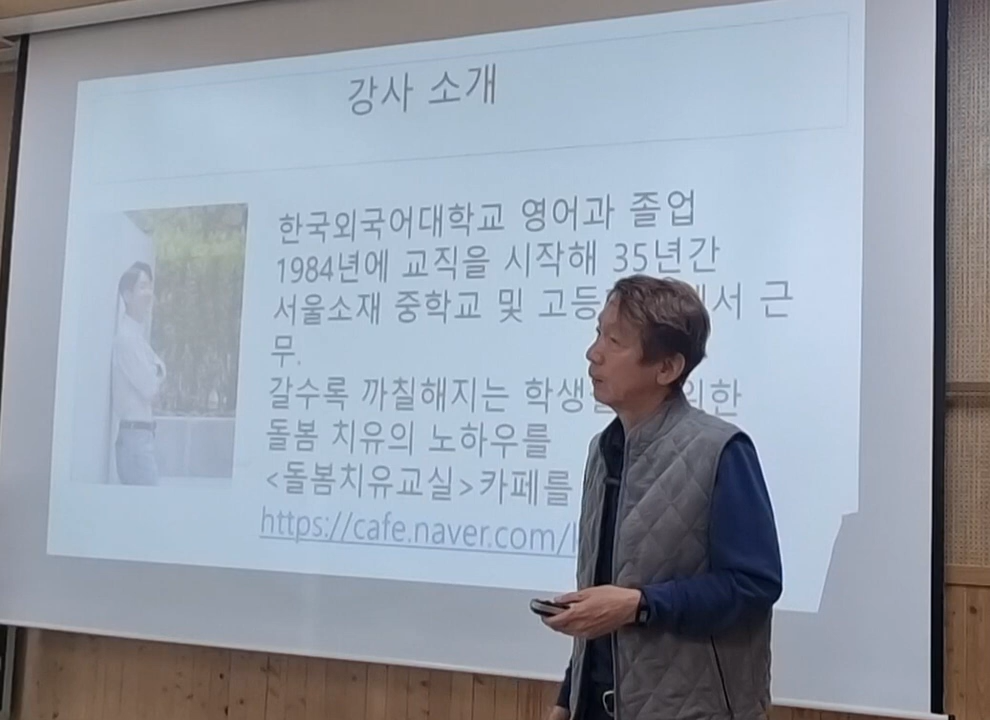 강사 소개
한국외국어대학교 영어과 졸업
1984년에 교직을 시작해 35년간
서울소재 중학교 및 고등 근
무.
갈수록 까칠해지는 위한
돌봄 치유의 노하우를
<돌봄치유교실>카페를
https://cafe.naver.com/